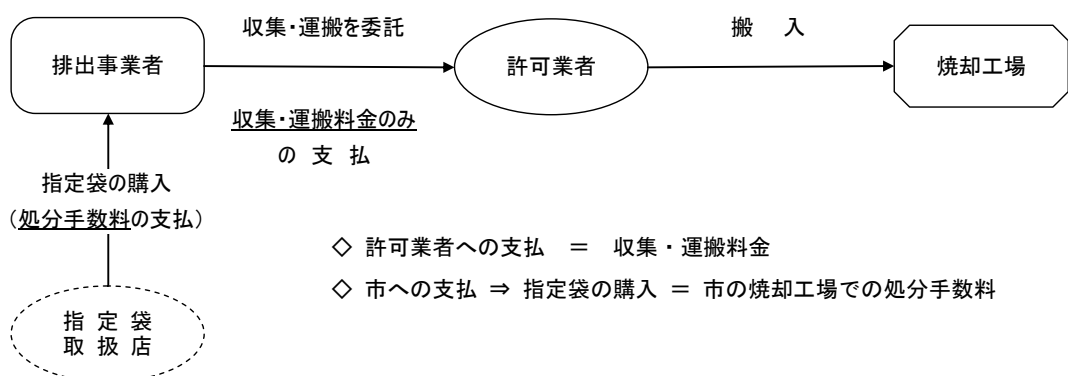 収集・運搬を委託
搬 入
排出事業者
許可業者
焼却工場
収集・運搬料金のみ
の 支 払
指定袋の購入
（処分手数料の支払）
◇ 許可業者への支払 ＝ 収集・運搬料金
◇ 市への支払 ⇒ 指定袋の購入 ＝ 市の焼却工場での処分手数料
指 定 袋
取 扱 店